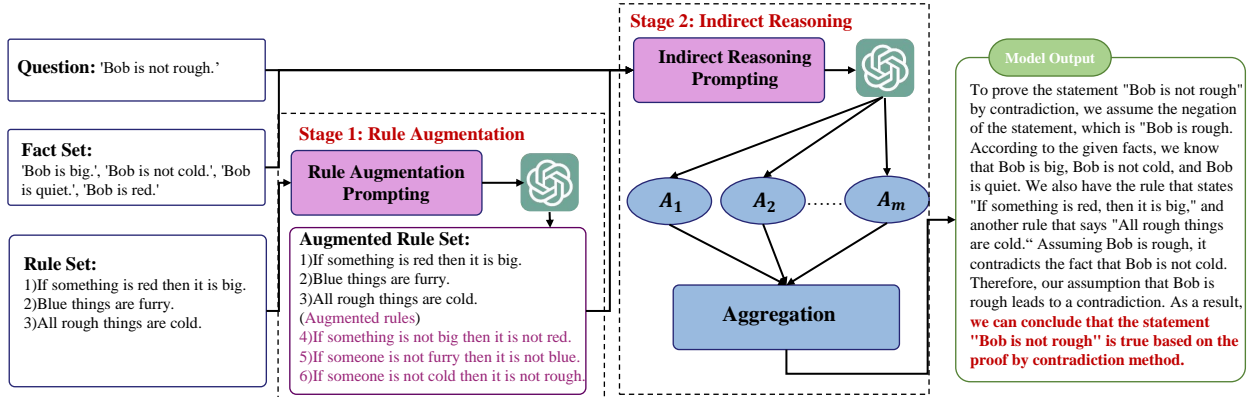 Question: 'Bob is not rough.’
Fact Set:
'Bob is big.', 'Bob is not cold.', 'Bob
is quiet.', 'Bob is red.'
Rule Set:
1)If something is red then it is big.
2)Blue things are furry.
3)All rough things are cold.
Stage 1: Rule Augmentation
Rule Augmentation
Prompting
Augmented Rule Set:
1)If something is red then it is big.
2)Blue things are furry.
3)All rough things are cold.
(Augmented rules)
4)If something is not big then it is not red.
5)If someone is not furry then it is not blue.
6)If someone is not cold then it is not rough.
Stage 2: Indirect Reasoning
Indirect Reasoning
Prompting
A1 A2 ...... Am
Aggregation
Model Output
To prove the statement "Bob is not rough"
by contradiction, we assume the negation
of the statement, which is "Bob is rough.
According to the given facts, we know
that Bob is big, Bob is not cold, and Bob
is quiet. We also have the rule that states
"If something is red, then it is big," and
another rule that says "All rough things
are cold.“ Assuming Bob is rough, it
contradicts the fact that Bob is not cold.
Therefore, our assumption that Bob is
rough leads to a contradiction. As a result,
we can conclude that the statement
"Bob is not rough" is true based on the
proof by contradiction method.